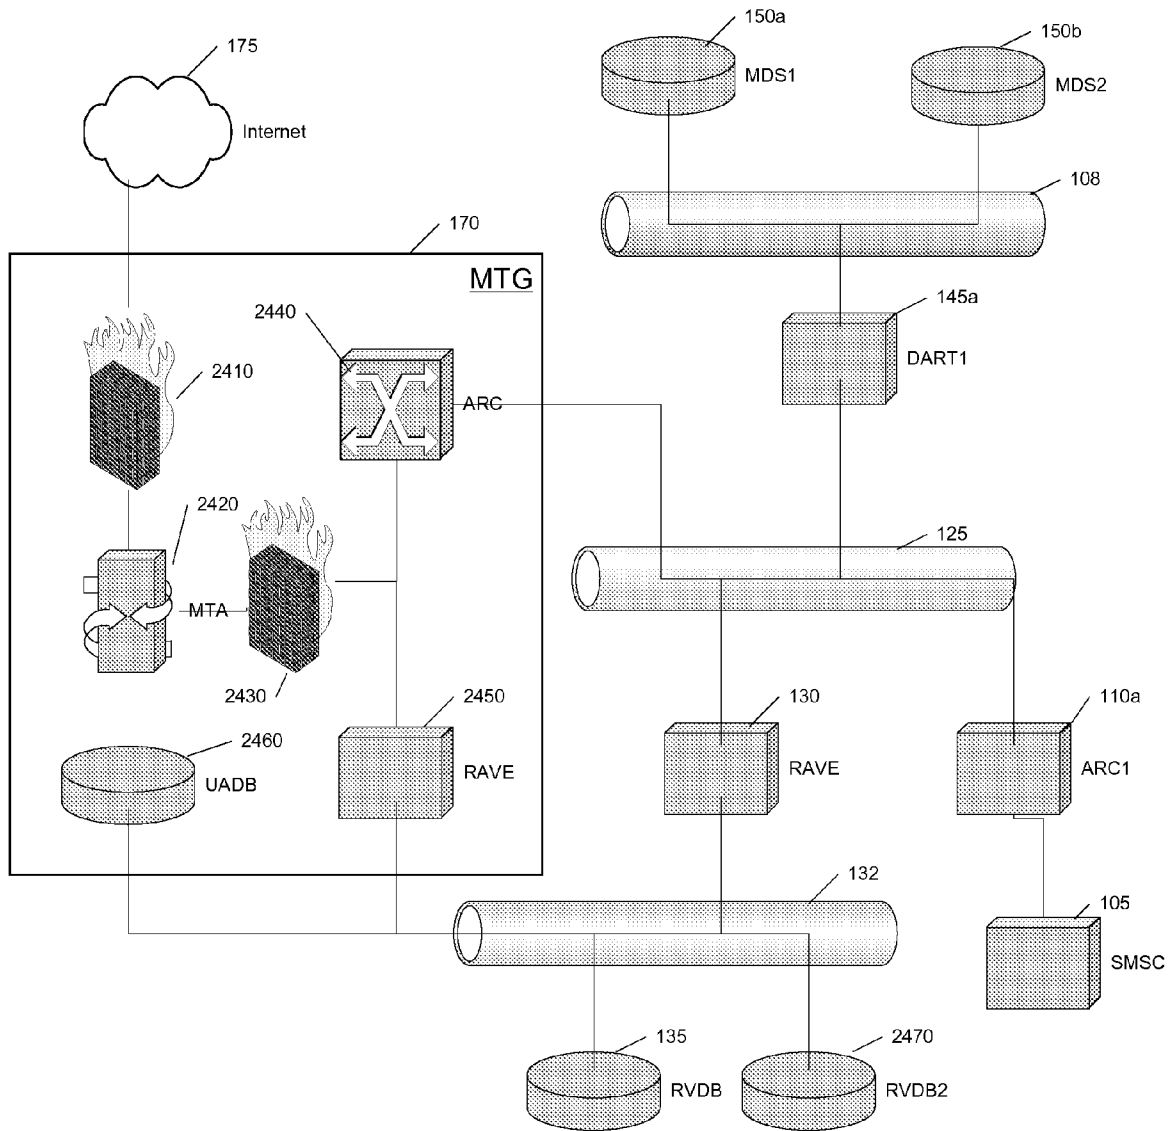 150a
150b
175
MDS1
MDS2
Internet
108
170
MTG
145a
2440
2410
DART1
ARC
2420
125
MTA
2430
2450
130
110a
2460
UADB
RAVE
RAVE
ARC1
132
105
SMSC
135
2470
RVDB
RVDB2